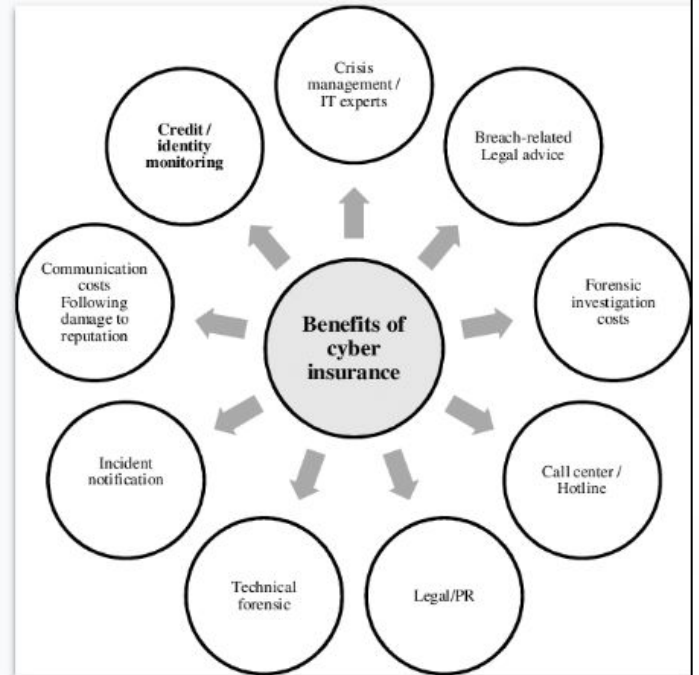 Crisis
management /
IT experts
Credit /
identity
monitoring
Breach-related
Legal advice
Communication
costs
Following
damage to
reputation
Benefits of
cyber
insurance
Forensic
investigation
costs
Incident
notification
Call center /
Hotline
Technical
forensic
Legal/PR